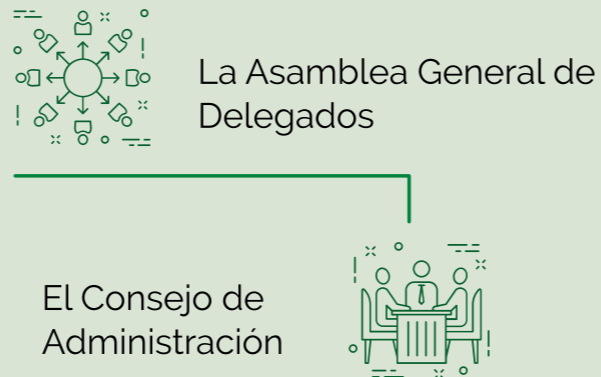 La Asamblea General de
Delegados
El Consejo de
Administración